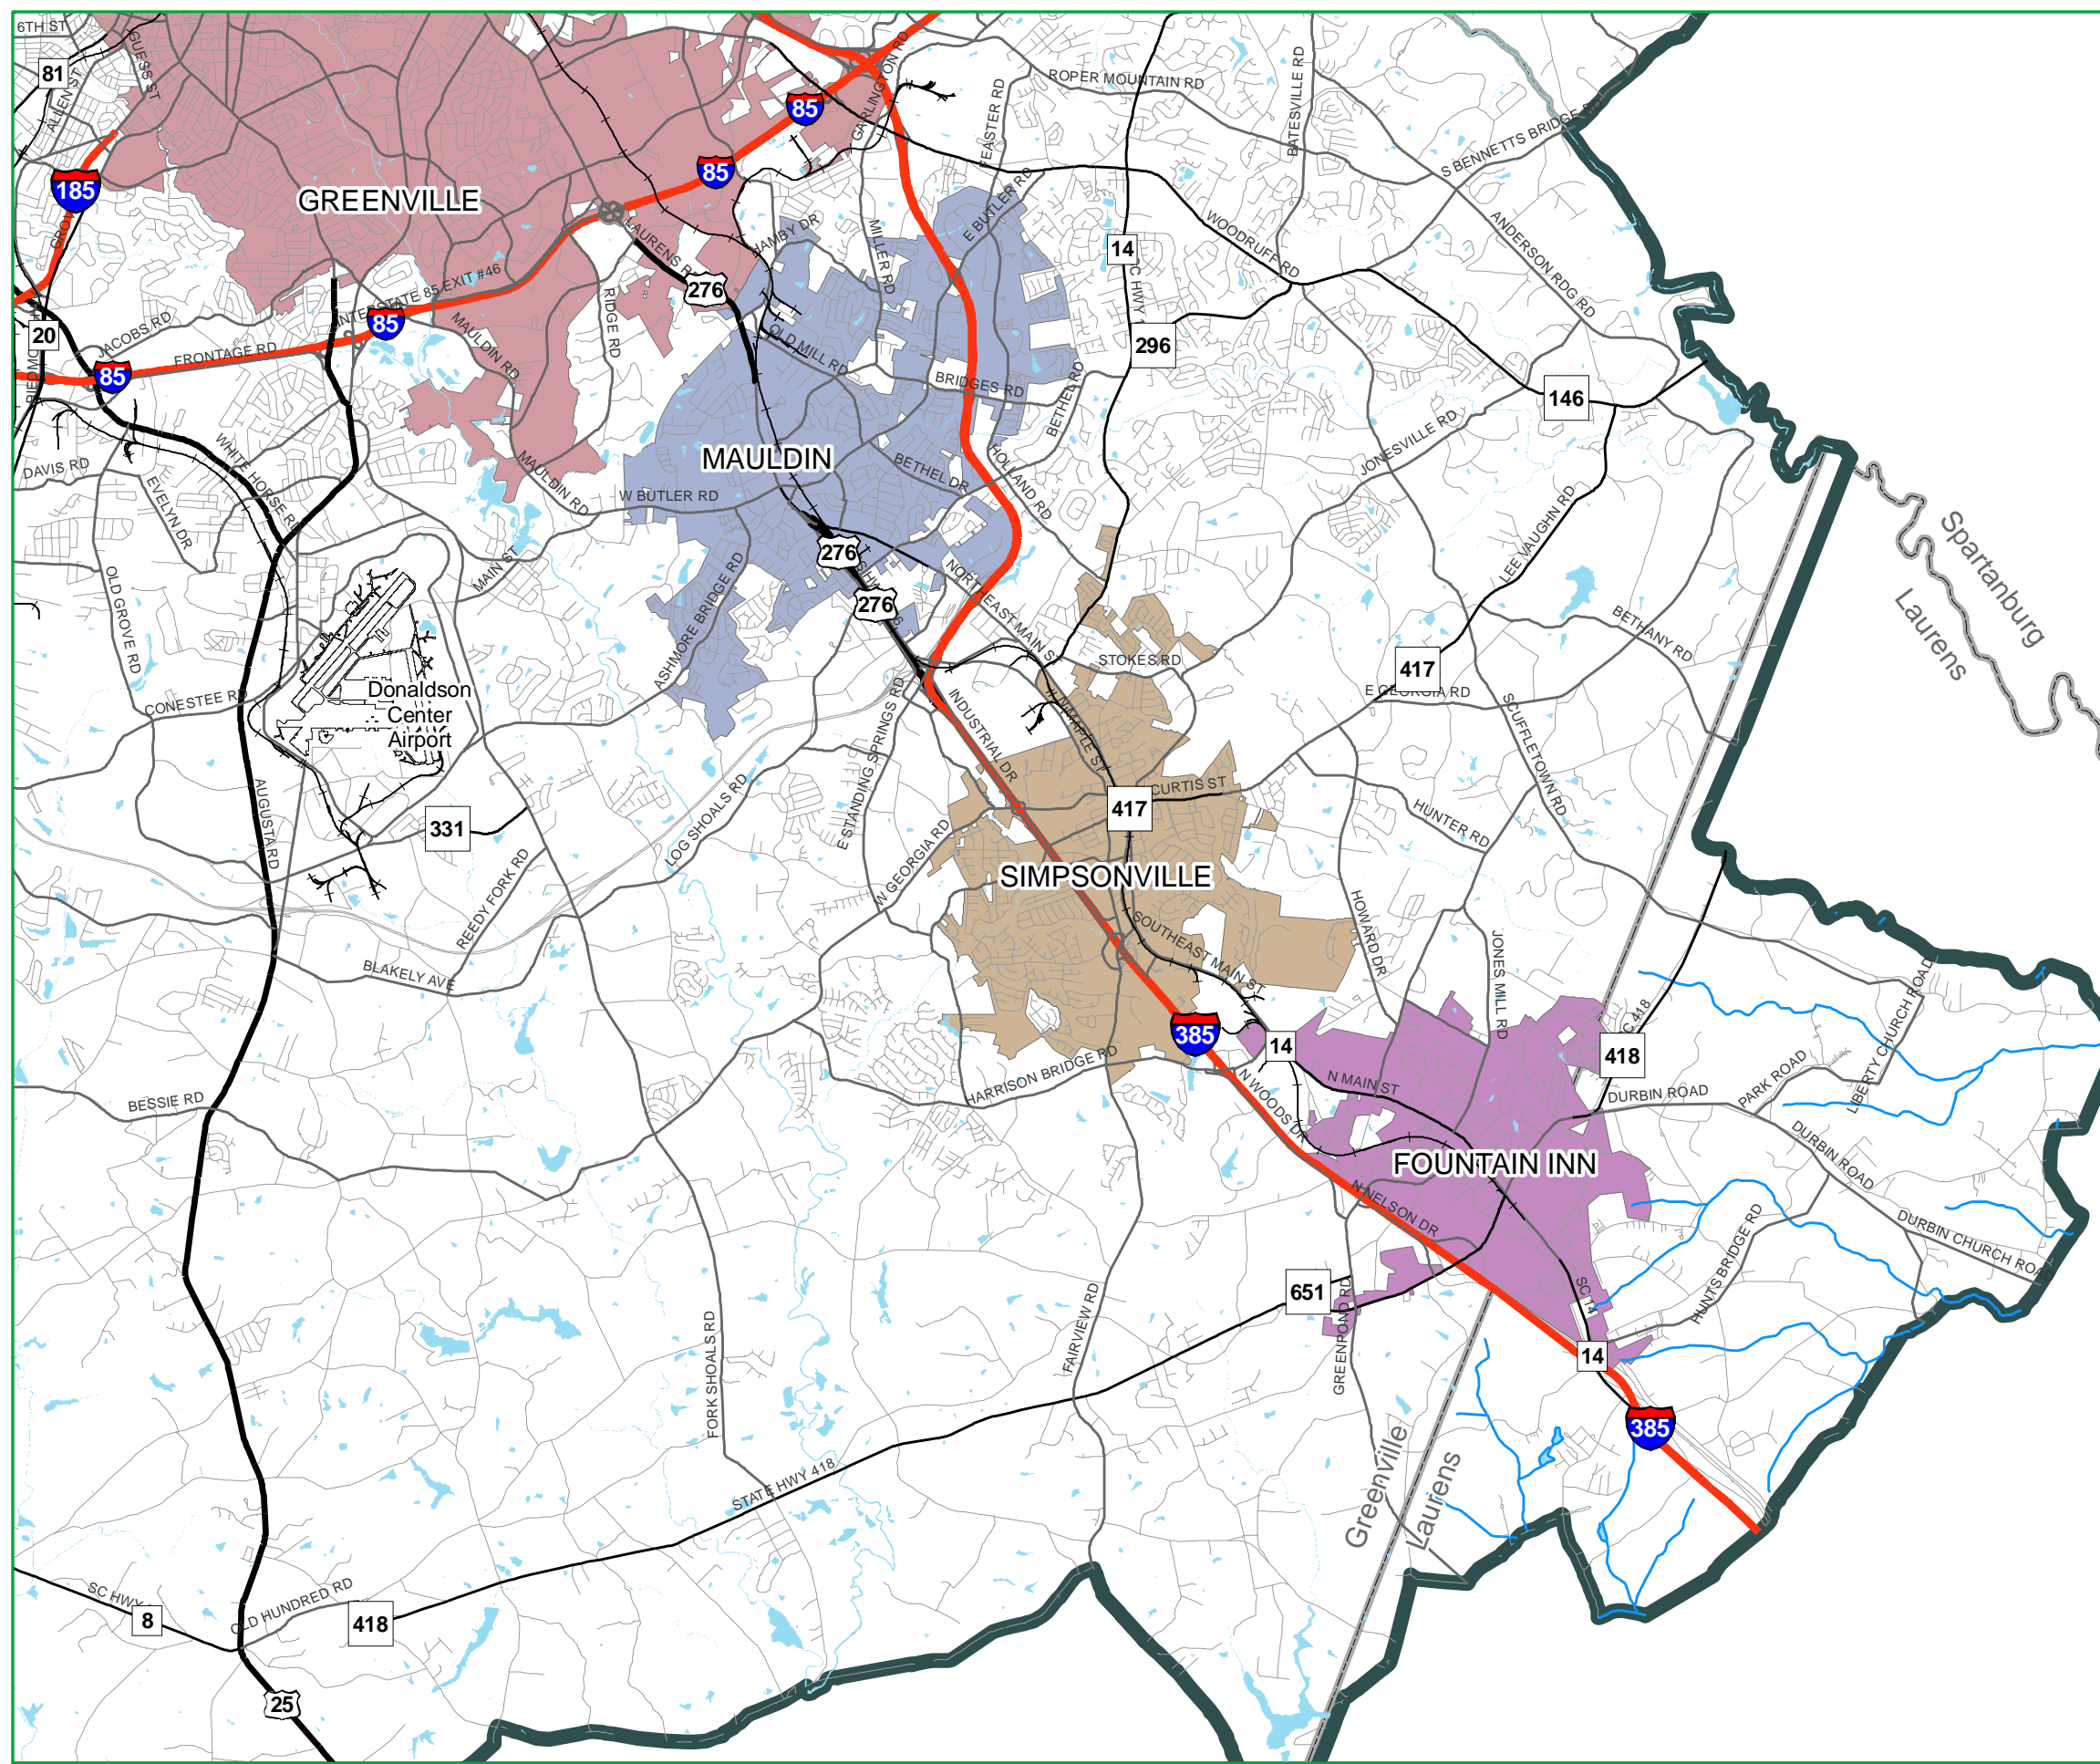 6TH ST
GUESS ST
81
ALLEN ST
185
GRO
85
GARLINGTON RD
FEASTER RD
ROPER MOUNTAIN RD
BATESVILLE RD
S BENNETTS BRIDGE
85
GREENVILLE
E BUTLER RD
HAMBY DR
MILLER RD
LAURENS R
WOODRUFF RD
ANDERSON RDG RD
14
C HWY 1
276
INTERSTATE 85 EXIT #46
85
RIDGE RD
20
JACOBS RD
FRONTAGE RD
85
MAULDIN RD
OLD MILL RD
296
BRIDGES RD
BETHEL RD
146
JONESVILLE RD
MAULDIN
DAVIS RD
WHITE HORSE RD
EVELYN DR
MAULDIN RD
W BUTLER RD
BETHEL DR
HOLLAND RD
LEE VAUGHN RD
Spartanburg
Laurens
276
276
NORTHEAST MAIN ST
MAIN ST
OLD GROVE RD
ASHMORE BRIDGE RD
BETHANY RD
STOKES RD
417
E GEORGIA RD
CONESTEE RD
Donaldson
Center
Airport
INDUSTRIAL DR
N MAPLE ST
SCUFFLETOWN RD
E STANDING SPRINGS RD
LOG SHOALS RD
AUGUSTA RD
331
417
CURTIS ST
HUNTER RD
W GEORGIA RD
SIMPSONVILLE
REEDY FORK RD
BLAKELY AVE
SOUTHEAST MAIN ST
HOWARD DR
JONES MILL RD
LIBERTY CHURCH ROAD
385
14
C 418
418
BESSIE RD
HARRISON BRIDGE RD
N WOODS DR
N MAIN ST
DURBIN ROAD
PARK ROAD
DURBIN ROAD
FOUNTAIN INN
N NELSON DR
HUNTS BRIDGE RD
DURBIN CHURCH ROA
651
SC 14
FORK SHOALS RD
FAIRVIEW RD
GREENPOND RD
14
385
Greenville
Laurens
STATE HWY 418
SC HWY
8
OLD HUNDRED RD
418
25